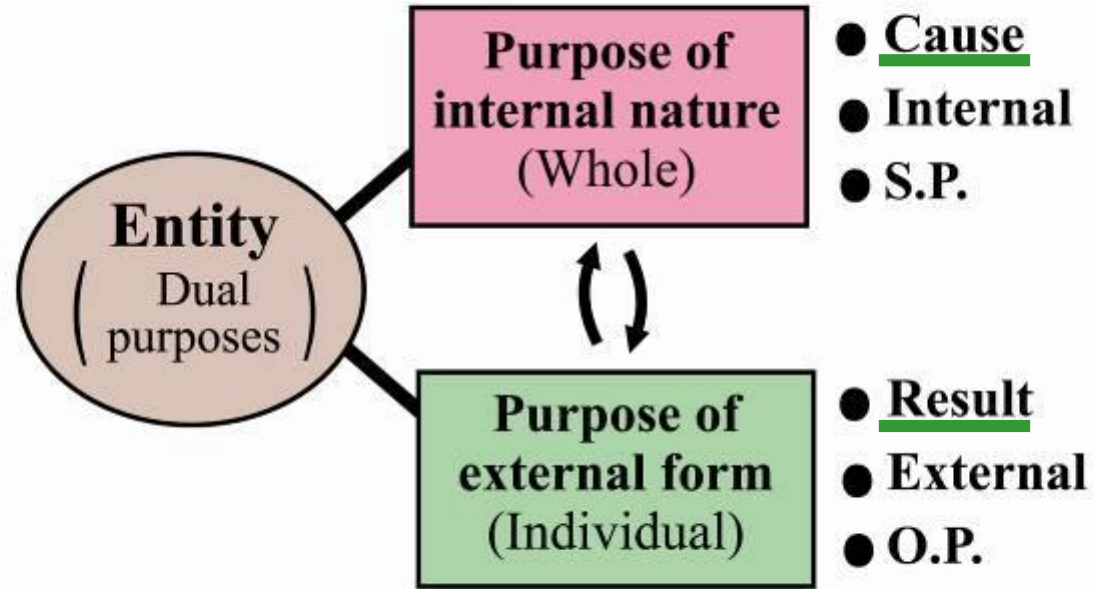 Entity
( Dual
purposes )
Purpose of
internal nature
(Whole)
● Cause
● Internal
● S.P.
Purpose of
external form
(Individual)
● Result
● External
● O.P.